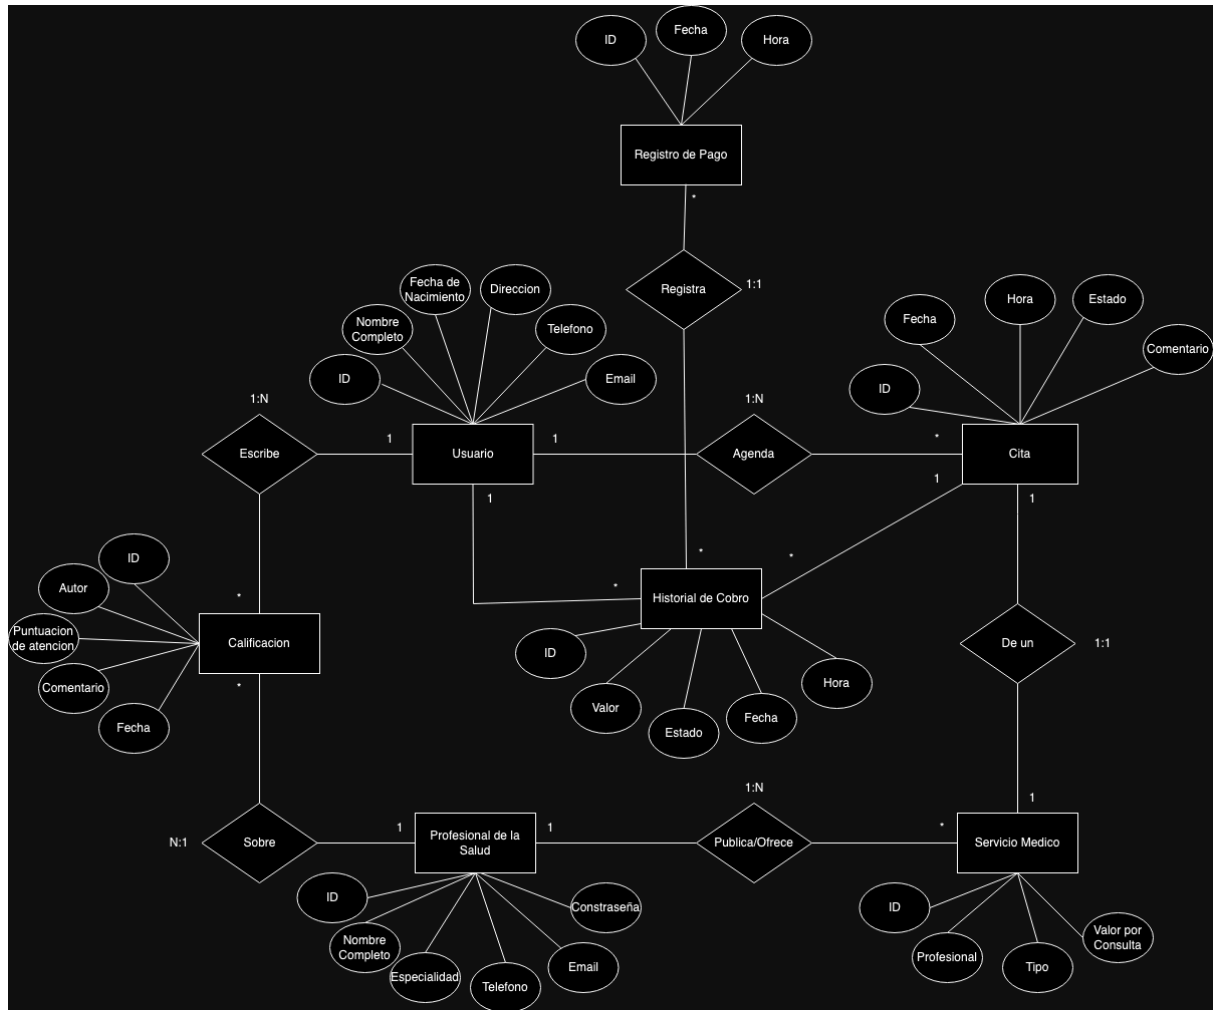 ID
Fecha
Hora
Registro de Pago
*
Registra
1:1
Fecha de
Nacimiento
Direccion
Nombre
Completo
Telefono
ID
Email
Hora
Estado
Fecha
Comentario
ID
1:N
1:N
Escribe
1
Usuario
1
Agenda
*
Cita
1
1
1
*
*
*
Historial de Cobro
ID
Valor
Estado
Fecha
Hora
De un
1:1
ID
Autor
Puntuacion
de atencion
Comentario
Fecha
*
Calificacion
*
1:N
1
N:1
Sobre
1
Profesional de la
Salud
1
Publica/Ofrece
*
Servicio Medico
ID
Nombre
Completo
Especialidad
Telefono
Email
Constraseña
ID
Profesional
Tipo
Valor por
Consulta